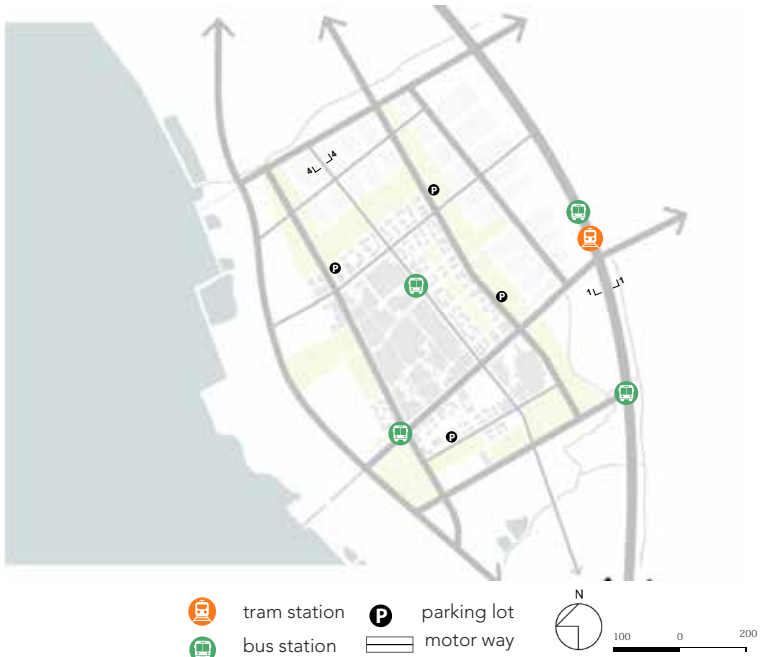 4 4
P
P
P
1 1
P
N
tram station P parking lot
bus station motor way
100 0 200